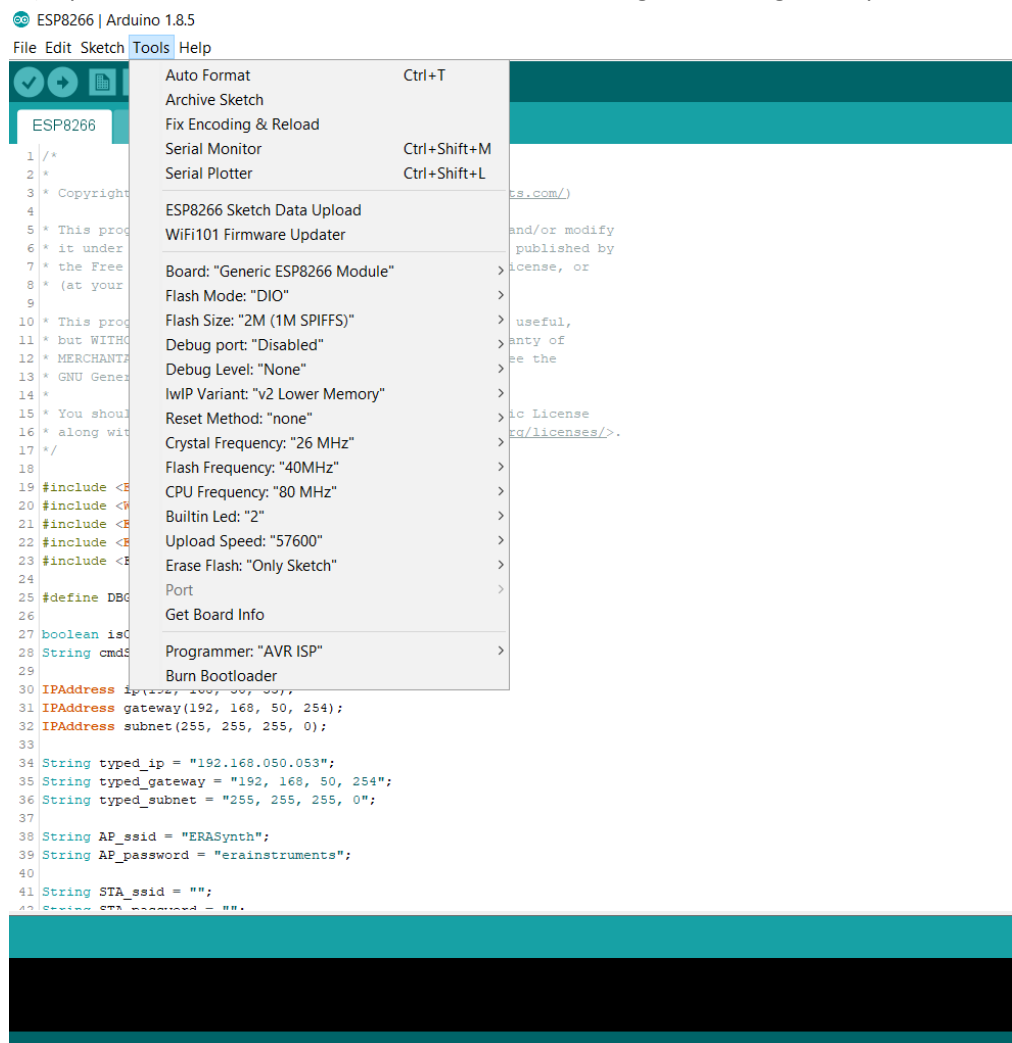 ESP8266 | Arduino 1.8.5
File Edit Sketch Tools Help
Auto Format Ctrl+T
Archive Sketch
Fix Encoding & Reload
Serial Monitor Ctrl+Shift+M
Serial Plotter Ctrl+Shift+L
ESP8266 Sketch Data Upload
WiFi101 Firmware Updater
Board: "Generic ESP8266 Module"
Flash Mode: "DIO"
Flash Size: "2M (1M SPIFFS)"
Debug port: "Disabled"
Debug Level: "None"
IwIP Variant: "v2 Lower Memory"
Reset Method: "none"
Crystal Frequency: "26 MHz"
Flash Frequency: "40MHz"
CPU Frequency: "80 MHz"
Builtin Led: "2"
Upload Speed: "57600"
Erase Flash: "Only Sketch"
Port
Get Board Info
Programmer: "AVR ISP"
Burn Bootloader
ESP8266
1 /*
2 *
3 * Copyright ts.com/)
4
5 * This prog and/or modify
6 * it under published by
7 * the Free icense, or
8 * (at your
9
10 * This prog useful,
11 * but WITHO anty of
12 * MERCHANTA ee the
13 * GNU Gener
14 *
15 * You shoul ic License
16 * along wit rg/licenses/>.
17 */
18
19 #include <E
20 #include <W
21 #include <E
22 #include <E
23 #include <E
24
25 #define DBG
26
27 boolean isC
28 String cmdS
29
30 IPAddress
31 IPAddress gateway(192, 168, 50, 254);
32 IPAddress subnet(255, 255, 255, 0);
33
34 String typed_ip = "192.168.050.053";
35 String typed_gateway = "192, 168, 50, 254";
36 String typed_subnet = "255, 255, 255, 0";
37
38 String AP_ssid = "ERASynth";
39 String AP_password = "erainstruments";
40
41 String STA_ssid = "";